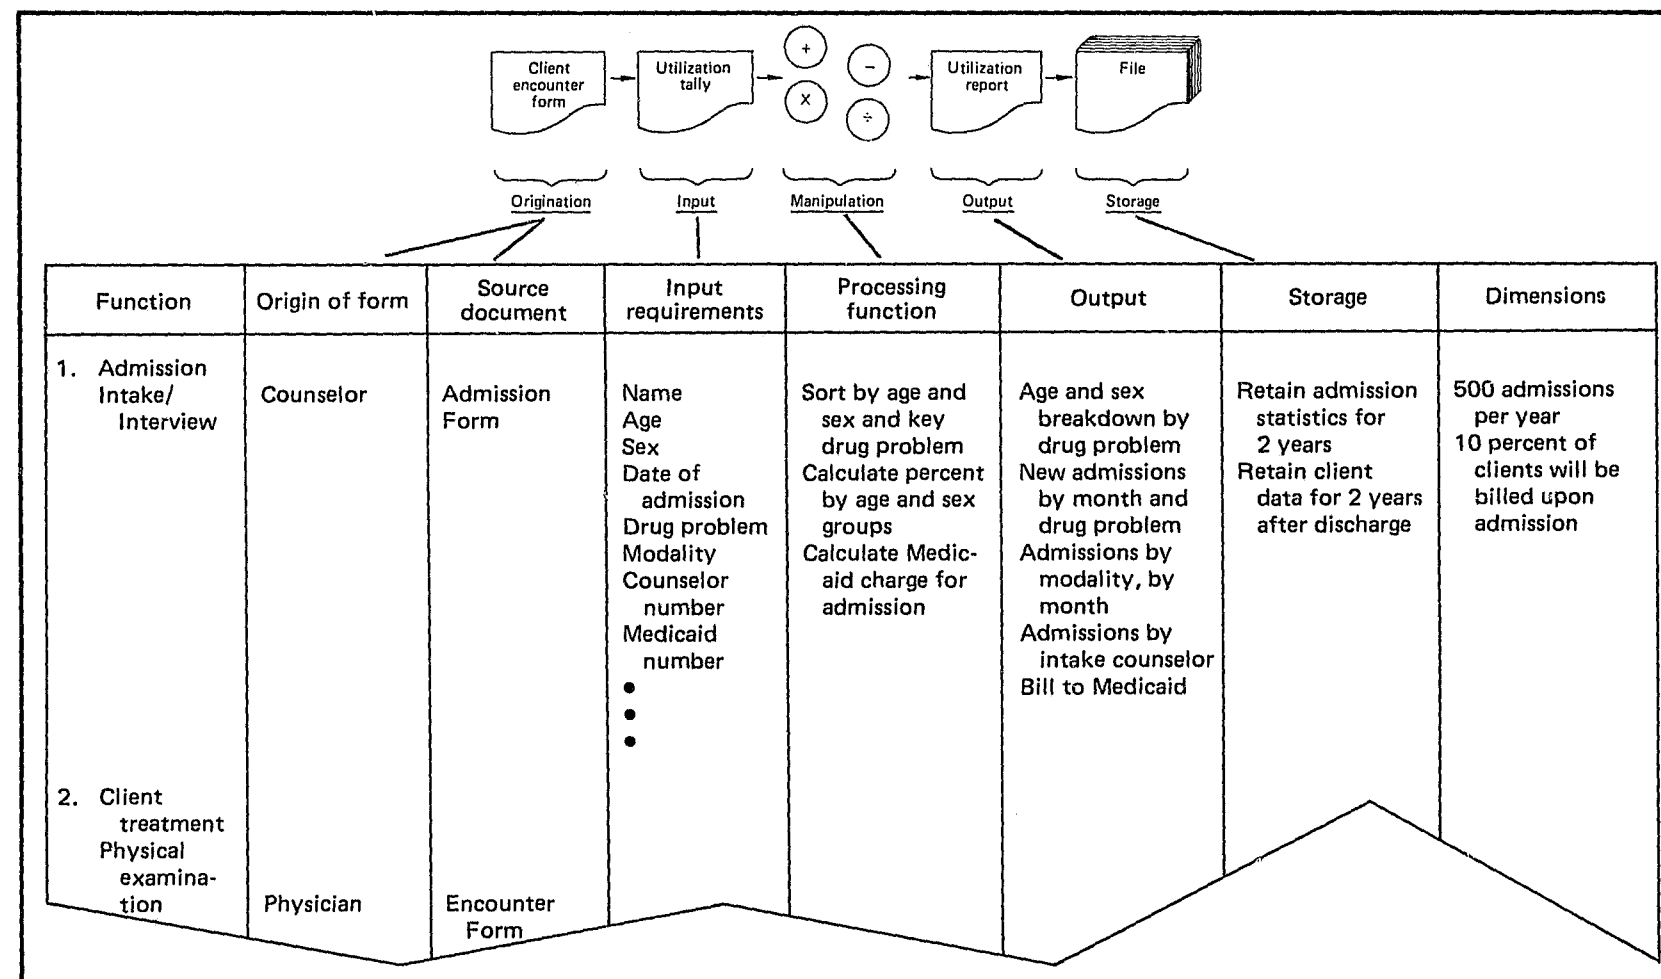 Client
encounter
form
Utilization
tally
+
−
X
÷
Utilization
report
File
Origination
Input
Manipulation
Output
Storage
Function
Origin of form
Source
document
Input
requirements
Processing
function
Output
Storage
Dimensions
1. Admission
Intake/
Interview
Counselor
Admission
Form
Name
Age
Sex
Date of
admission
Drug problem
Modality
Counselor
number
Medicaid
number
•
•
•
Sort by age and
sex and key
drug problem
Calculate percent
by age and sex
groups
Calculate Medic-
aid charge for
admission
Age and sex
breakdown by
drug problem
New admissions
by month and
drug problem
Admissions by
modality, by
month
Admissions by
intake counselor
Bill to Medicaid
Retain admission
statistics for
2 years
Retain client
data for 2 years
after discharge
500 admissions
per year
10 percent of
clients will be
billed upon
admission
2. Client
treatment
Physical
examina-
tion
Physician
Encounter
Form